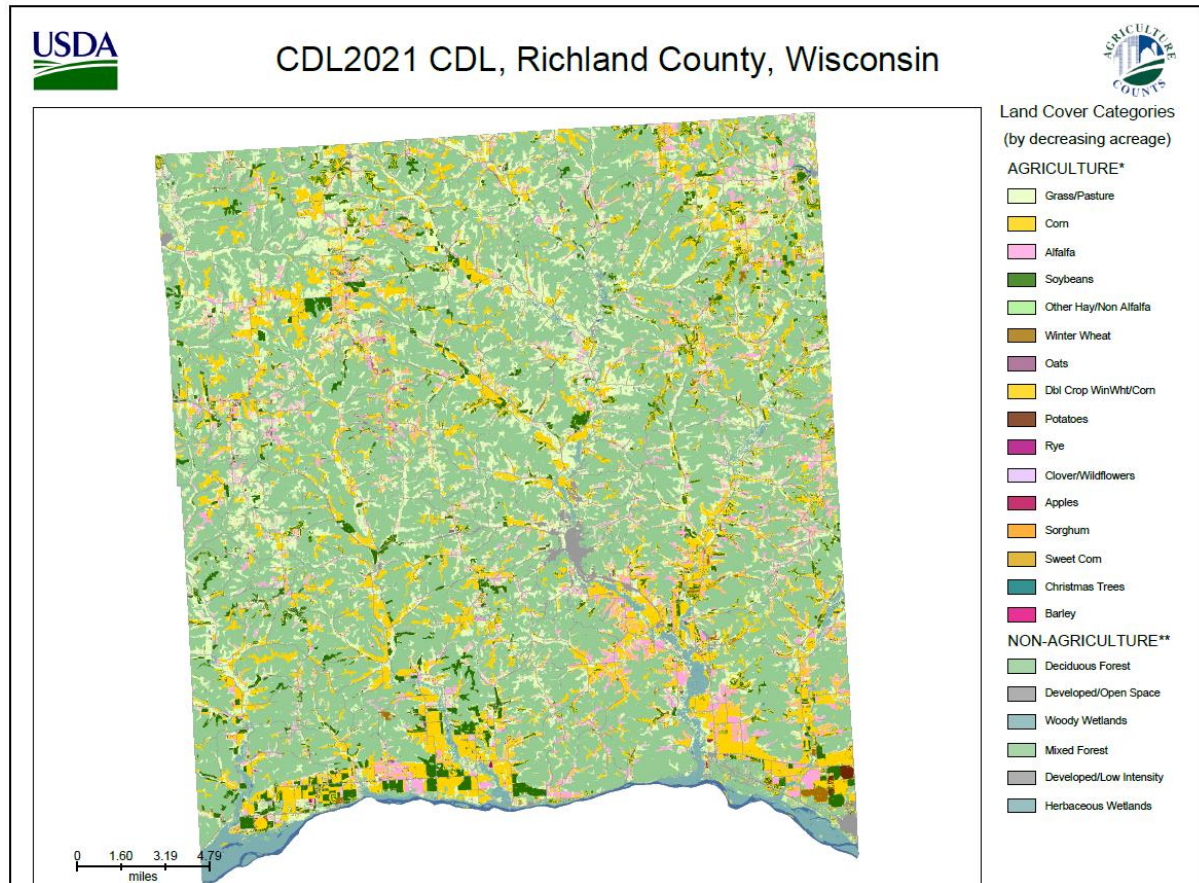 USDA
CDL2021 CDL, Richland County, Wisconsin
AGRICULTURE
COUNTS
Land Cover Categories
(by decreasing acreage)
AGRICULTURE*
Grass/Pasture
Corn
Alfalfa
Soybeans
Other Hay/Non Alfalfa
Winter Wheat
Oats
Dbl Crop WinWht/Corn
Potatoes
Rye
Clover/Wildflowers
Apples
Sorghum
Sweet Corn
Christmas Trees
Barley
NON-AGRICULTURE**
Deciduous Forest
Developed/Open Space
Woody Wetlands
Mixed Forest
Developed/Low Intensity
Herbaceous Wetlands
0 1.60 3.19 4.79
miles